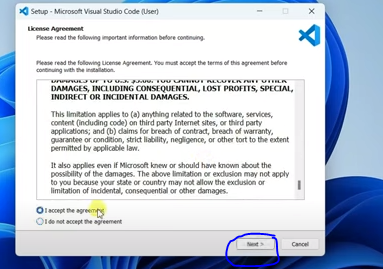 Setup - Microsoft Visual Studio Code (User)
License Agreement
Please read the following important information before continuing.
Please read the following License Agreement. You must accept the terms of this agreement before
continuing with the installation.
DAMAGES UP TO U.S. $5.00. YOU CANNOT RECOVER ANY OTHER
DAMAGES, INCLUDING CONSEQUENTIAL, LOST PROFITS, SPECIAL,
INDIRECT OR INCIDENTAL DAMAGES.
This limitation applies to (a) anything related to the software, services,
content (including code) on third party Internet sites, or third party
applications; and (b) claims for breach of contract, breach of warranty,
guarantee or condition, strict liability, negligence, or other tort to the extent
permitted by applicable law.
It also applies even if Microsoft knew or should have known about the
possibility of the damages. The above limitation or exclusion may not apply
to you because your state or country may not allow the exclusion or
limitation of incidental, consequential or other damages.
I accept the agreement
I do not accept the agreement
Next >
Cancel